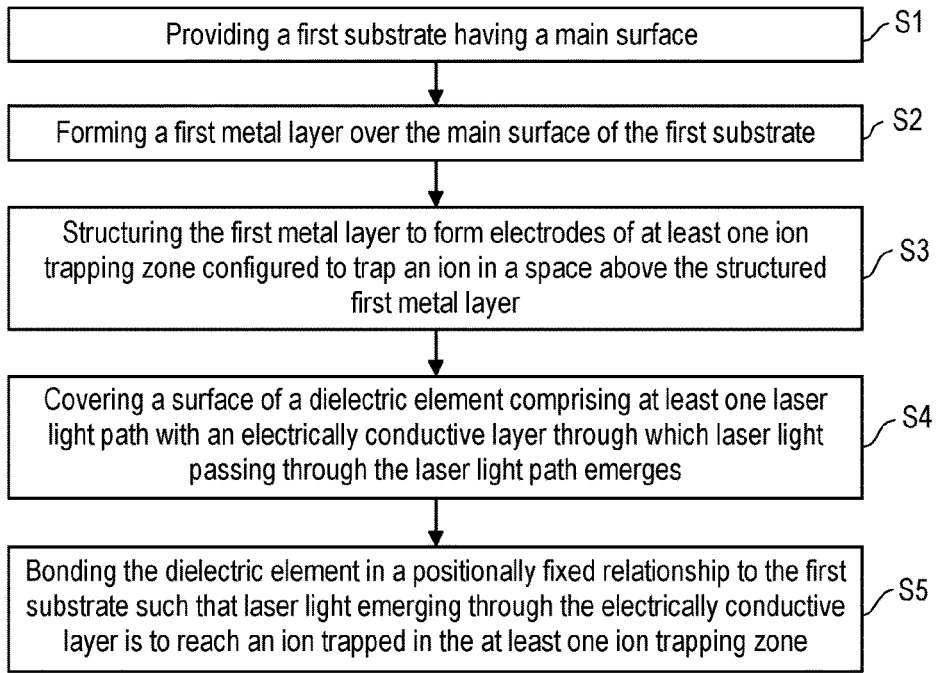 Providing a first substrate having a main surface
S1
Forming a first metal layer over the main surface of the first substrate
S2
Structuring the first metal layer to form electrodes of at least one ion
trapping zone configured to trap an ion in a space above the structured
first metal layer
S3
Covering a surface of a dielectric element comprising at least one laser
light path with an electrically conductive layer through which laser light
passing through the laser light path emerges
S4
Bonding the dielectric element in a positionally fixed relationship to the first
substrate such that laser light emerging through the electrically conductive
layer is to reach an ion trapped in the at least one ion trapping zone
S5